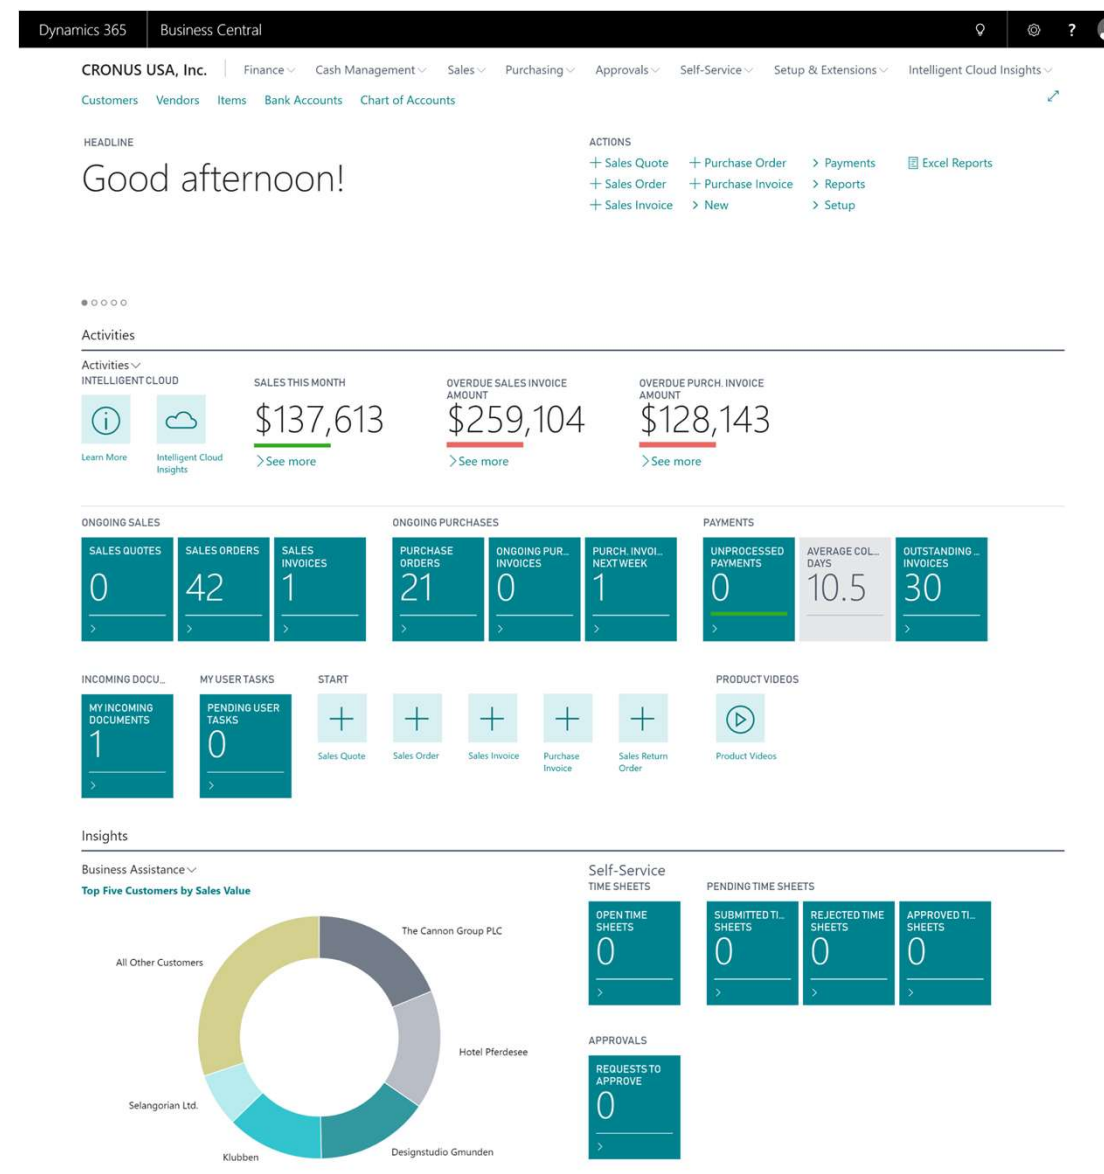 Dynamics 365 Business Central ?
CRONUS USA, Inc. Finance Cash Management Sales Purchasing Approvals Self-Service Setup & Extensions Intelligent Cloud Insights
Customers Vendors Items Bank Accounts Chart of Accounts
HEADLINE
Good afternoon!
ACTIONS
+ Sales Quote + Purchase Order > Payments Excel Reports
+ Sales Order + Purchase Invoice > Reports
+ Sales Invoice > New > Setup
Activities
Activities
INTELLIGENT CLOUD
Learn More
Intelligent Cloud
Insights
SALES THIS MONTH
$137,613
>See more
OVERDUE SALES INVOICE
AMOUNT
$259,104
>See more
OVERDUE PURCH. INVOICE
AMOUNT
$128,143
>See more
ONGOING SALES
SALES QUOTES
0
>
SALES ORDERS
42
>
SALES
INVOICES
1
>
ONGOING PURCHASES
PURCHASE
ORDERS
21
>
ONGOING PUR...
INVOICES
0
>
PURCH. INVOI...
NEXT WEEK
1
>
PAYMENTS
UNPROCESSED
PAYMENTS
0
>
AVERAGE COL...
DAYS
10.5
OUTSTANDING ...
INVOICES
30
>
INCOMING DOCU...
MY INCOMING
DOCUMENTS
1
>
MY USER TASKS
PENDING USER
TASKS
0
>
START
+
Sales Quote
+
Sales Order
+
Sales Invoice
+
Purchase
Invoice
+
Sales Return
Order
PRODUCT VIDEOS
Product Videos
Insights
Business Assistance
Top Five Customers by Sales Value
The Cannon Group PLC
All Other Customers
Hotel Pferdesee
Selangorian Ltd.
Designstudio Gmunden
Klubben
Self-Service
TIME SHEETS
OPEN TIME
SHEETS
0
>
PENDING TIME SHEETS
SUBMITTED TI...
SHEETS
0
>
REJECTED TIME
SHEETS
0
>
APPROVED TI...
SHEETS
0
>
APPROVALS
REQUESTS TO
APPROVE
0
>